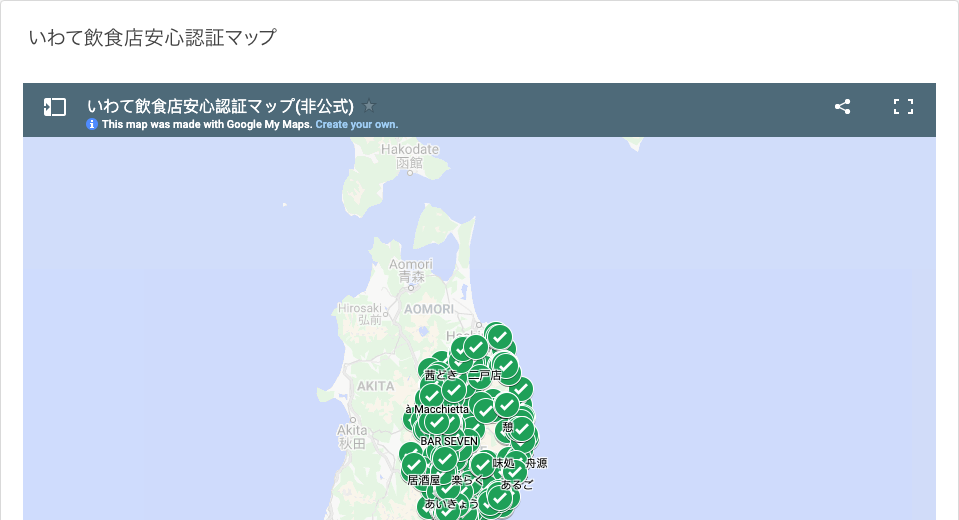 いわて飲食店安心認証マップ
いわて飲食店安心認証マップ(非公式)
This map was made with Google My Maps. Create your own.
Hakodate
函館
Aomori
青森
Hirosaki
弘前
AOMORI
茜どき
二戸店
AKITA
à Macchietta
Akita
秋田
憩
BAR SEVEN
味処
舟源
居酒屋
楽らく
あるご
あいきょう